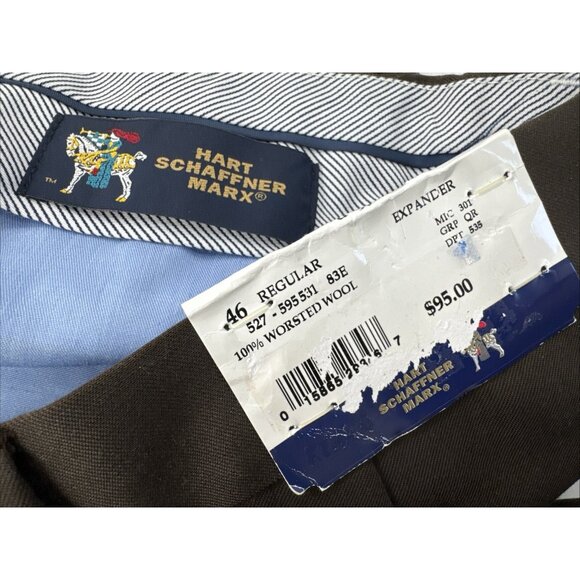 HART
SCHAFFNER
MARX®
TM
EXPANDER
MIC 301
GRP QR
DPT 535
46 REGULAR
527 - 595531 83E
100% WORSTED WOOL
$95.00
HART
SCHAFFNER
MARX®